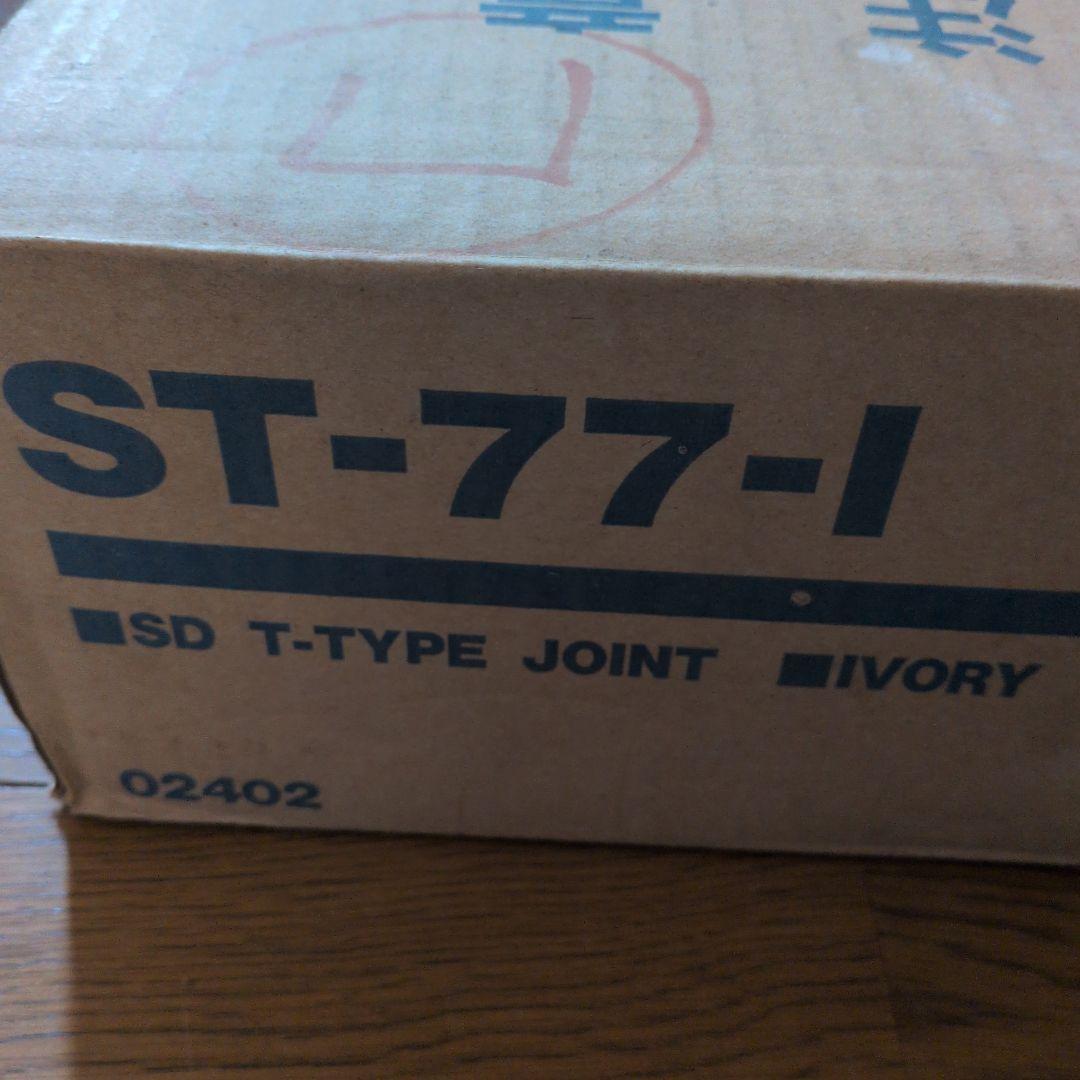 ST-77-I
■SD T-TYPE JOINT ■IVORY
02402